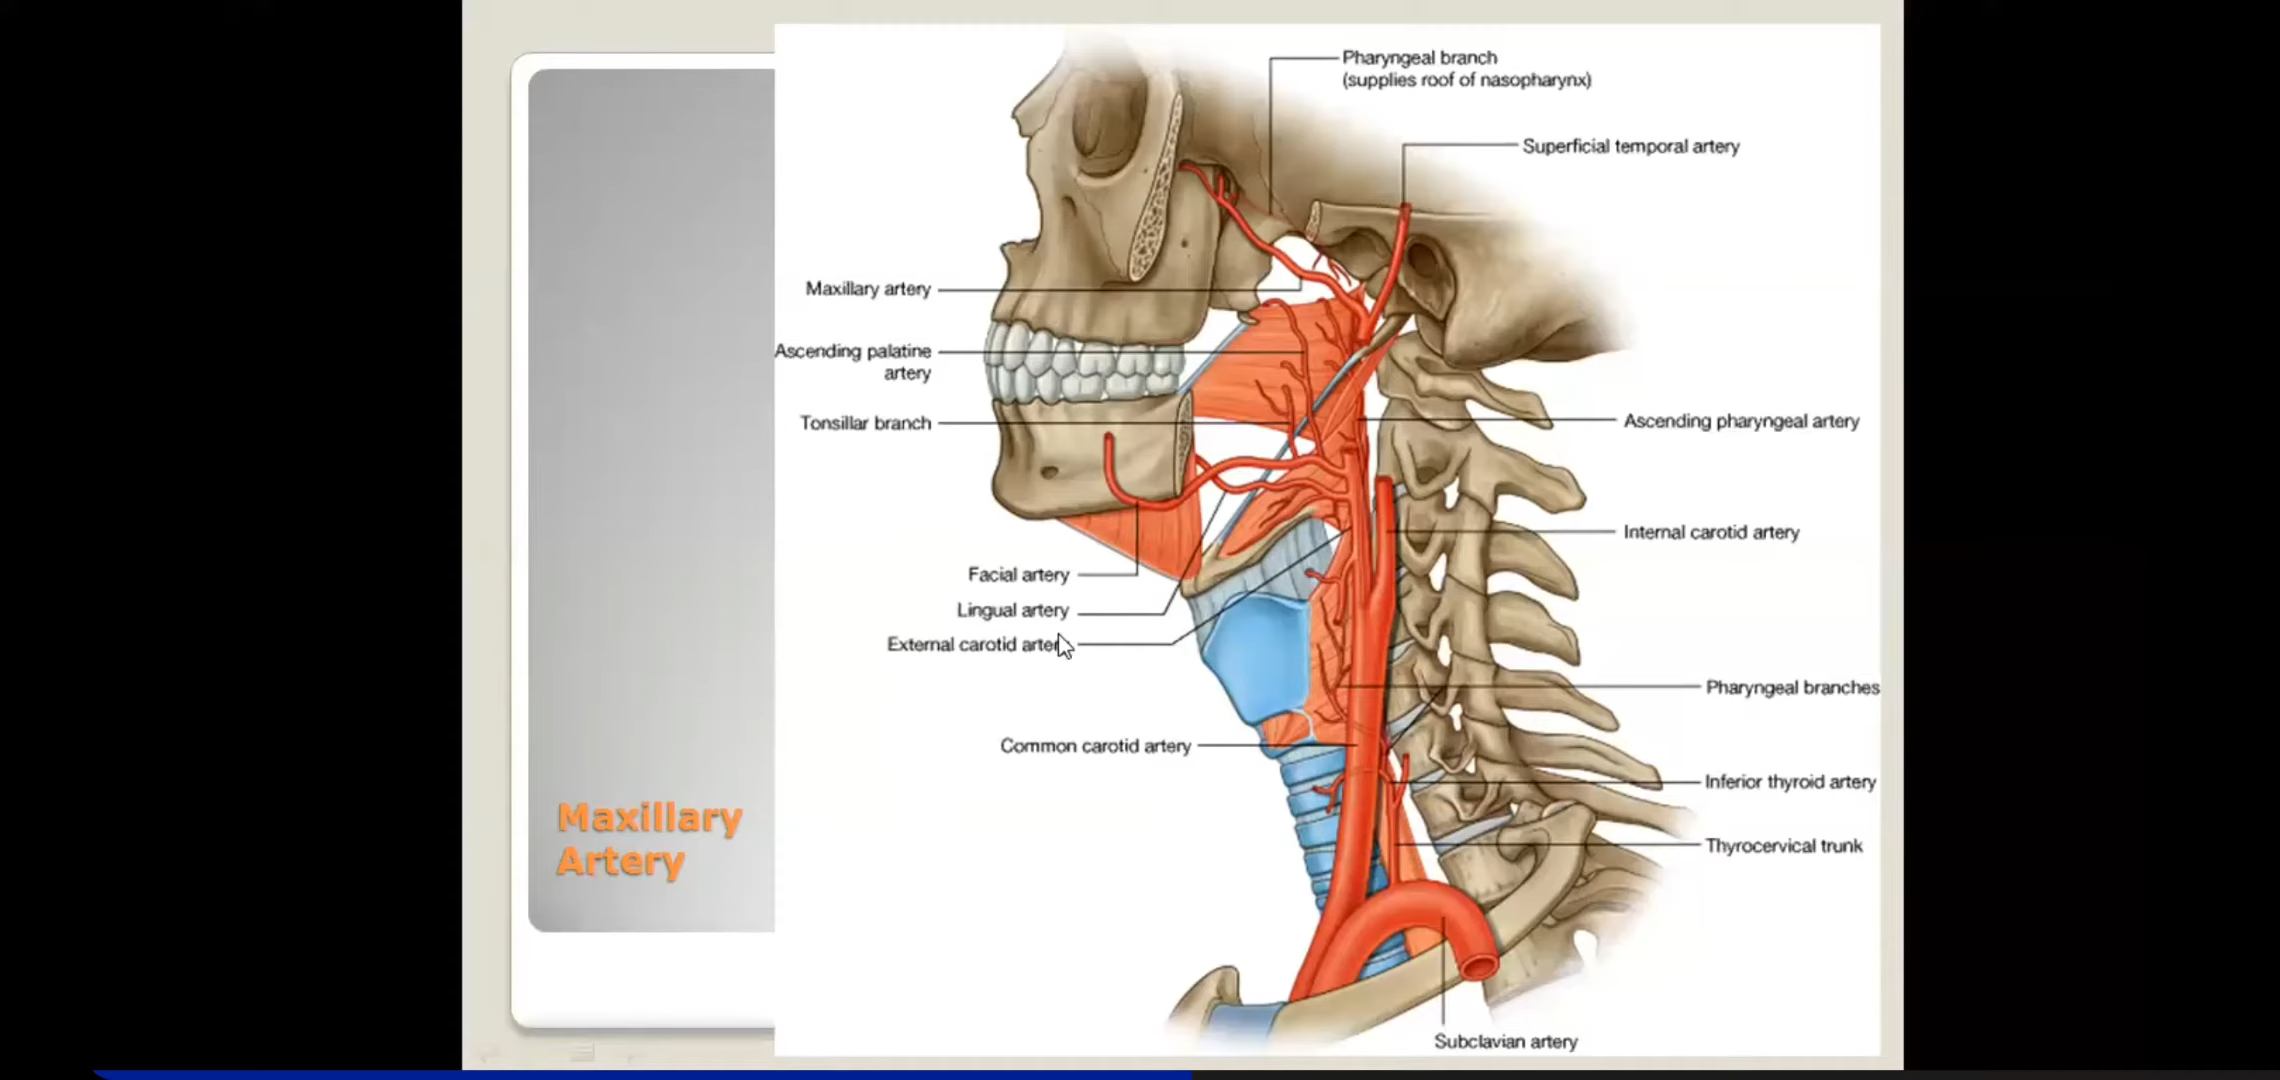 Pharyngeal branch
(supplies roof of nasopharynx)
Superficial temporal artery
Maxillary artery
Ascending palatine
artery
Tonsillar branch
Ascending pharyngeal artery
Internal carotid artery
Facial artery
Lingual artery
External carotid arter
Pharyngeal branches
Common carotid artery
Inferior thyroid artery
Thyrocervical trunk
Subclavian artery
Maxillary
Artery